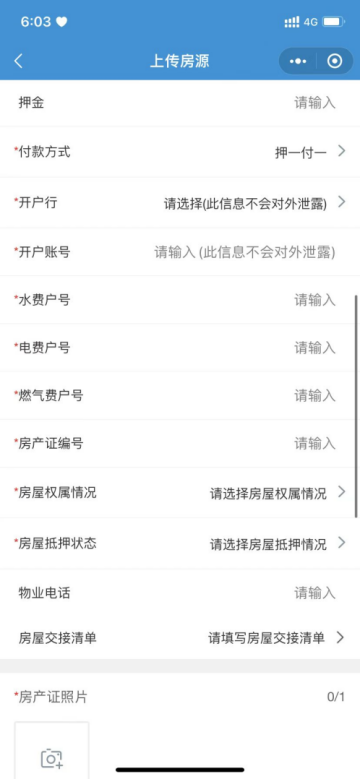 6:03
4G
上传房源
押金 请输入
*付款方式 押一付一
*开户行 请选择(此信息不会对外泄露)
*开户账号 请输入 (此信息不会对外泄露)
*水费户号 请输入
*电费户号 请输入
*燃气费户号 请输入
*房产证编号 请输入
*房屋权属情况 请选择房屋权属情况
*房屋抵押状态 请选择房屋抵押情况
物业电话 请输入
房屋交接清单 请填写房屋交接清单
*房产证照片 0/1